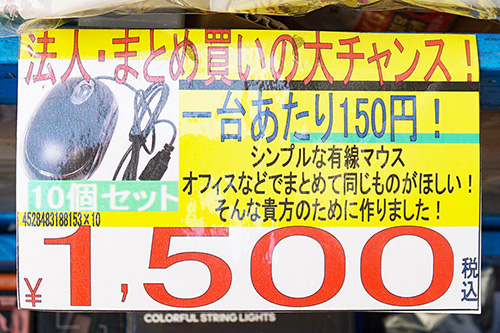 法人・まとめ買いの大チャンス！
一台あたり150円！
シンプルな有線マウス
オフィスなどでまとめて同じものがほしい！
そんな貴方のために作りました！
10個セット
4528483188153×10
¥1,500税込
COLORFUL STRING LIGHTS